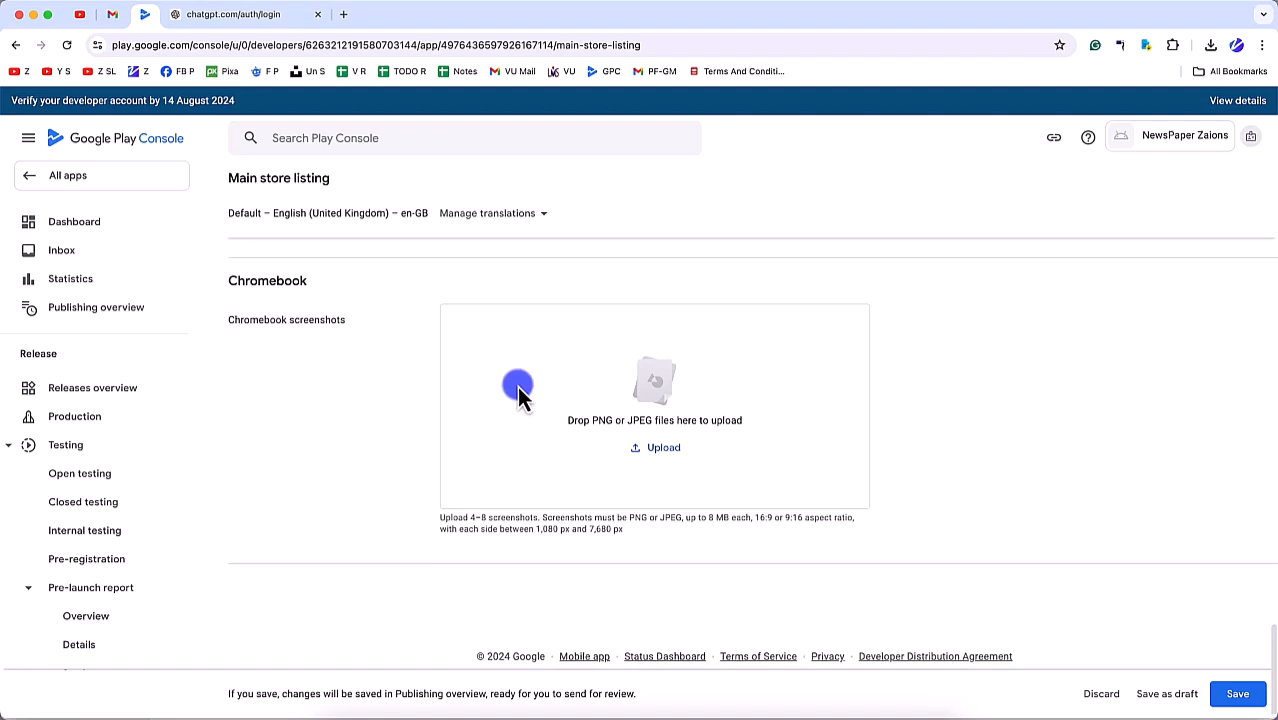 chatgpt.com/auth/login
play.google.com/console/u/0/developers/6263212191580703144/app/4976436597926167114/main-store-listing
Z
Y S
Z SL
Z
FB P
Pixa
F P
Un S
V R
TODO R
Notes
VU Mail
VU
GPC
PF-GM
Terms And Conditi...
All Bookmarks
Verify your developer account by 14 August 2024
View details
Google Play Console
Search Play Console
NewsPaper Zaions
All apps
Main store listing
Default – English (United Kingdom) – en-GB
Manage translations
Dashboard
Inbox
Statistics
Publishing overview
Release
Releases overview
Production
Testing
Open testing
Closed testing
Internal testing
Pre-registration
Pre-launch report
Overview
Details
Chromebook
Chromebook screenshots
Drop PNG or JPEG files here to upload
Upload
Upload 4–8 screenshots. Screenshots must be PNG or JPEG, up to 8 MB each, 16:9 or 9:16 aspect ratio,
with each side between 1,080 px and 7,680 px
© 2024 Google · Mobile app · Status Dashboard · Terms of Service · Privacy · Developer Distribution Agreement
If you save, changes will be saved in Publishing overview, ready for you to send for review.
Discard
Save as draft
Save